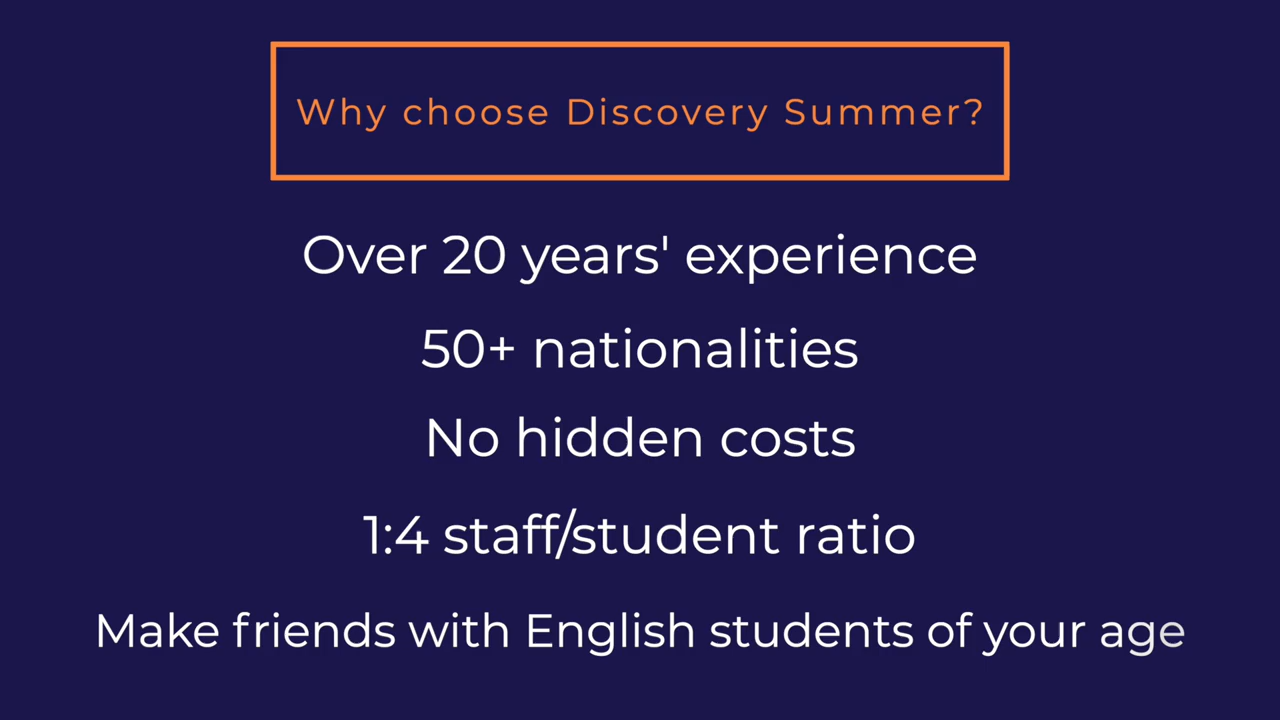 Why choose Discovery Summer?
Over 20 years' experience
50+ nationalities
No hidden costs
1:4 staff/student ratio
Make friends with English students of your age